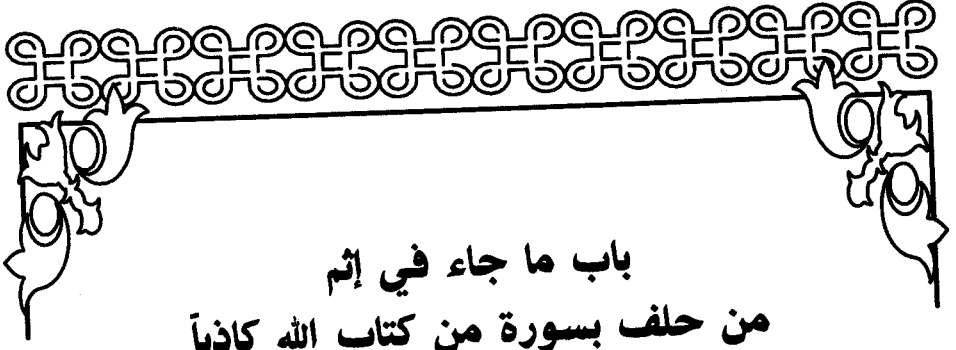 باب ما جاء في إثم
من حلف بسورة من كتاب الله كاذباً